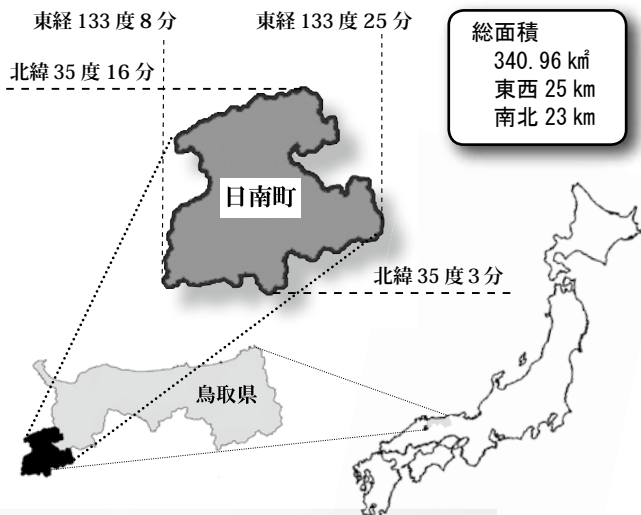 東経 133 度 8 分
東経 133 度 25 分
北緯 35 度 16 分
総面積
340.96 ㎢
東西 25 km
南北 23 km
日南町
北緯 35 度 3 分
鳥取県